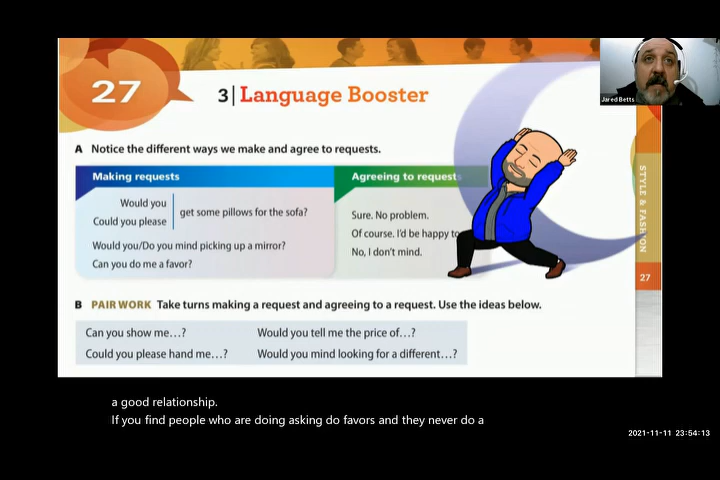 27
3 | Language Booster
Jared Betts
A Notice the different ways we make and agree to requests.
Making requests
Would you
Could you please
get some pillows for the sofa?
Would you/Do you mind picking up a mirror?
Can you do me a favor?
Agreeing to requests
Sure. No problem.
Of course. I'd be happy to
No, I don't mind.
STYLE & FASHION
27
B PAIR WORK Take turns making a request and agreeing to a request. Use the ideas below.
Can you show me...?
Would you tell me the price of...?
Could you please hand me...?
Would you mind looking for a different...?
a good relationship.
If you find people who are doing asking do favors and they never do a
2021-11-11 23:54:13